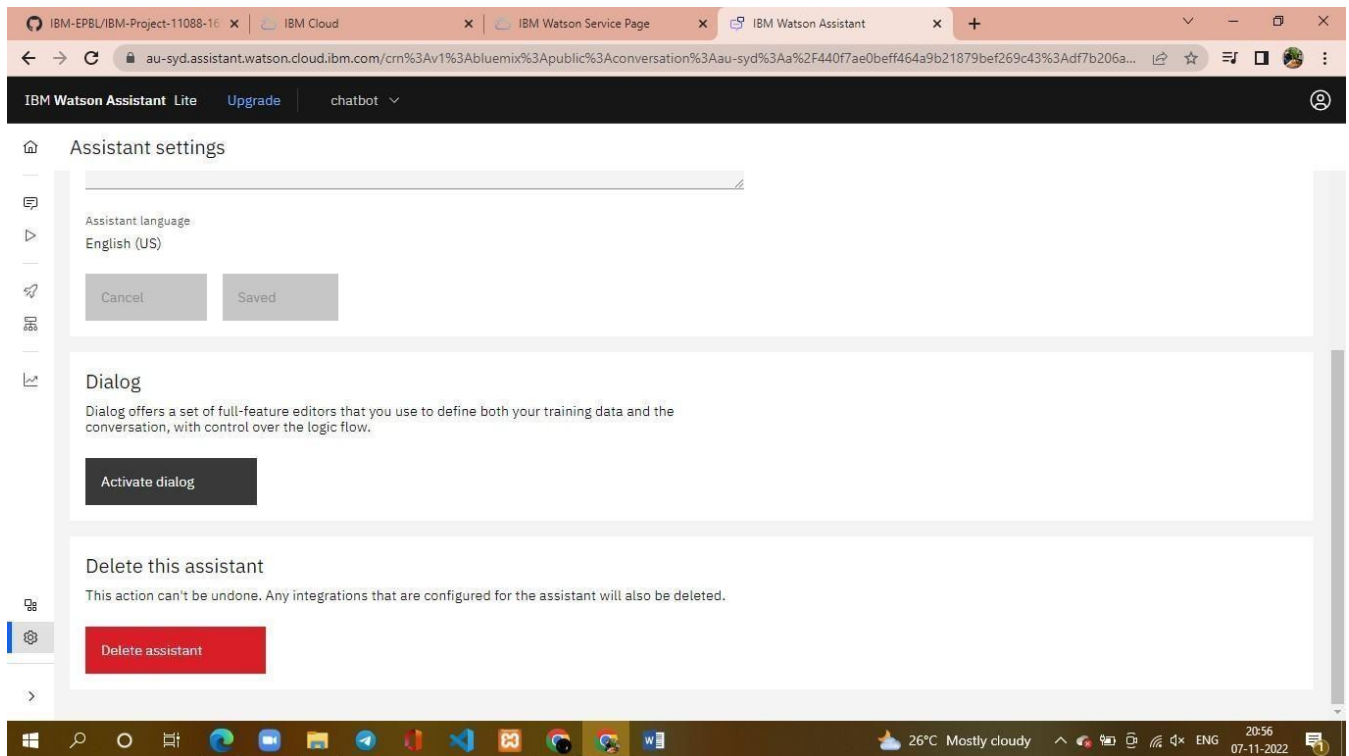 IBM-EPBL/IBM-Project-11088-16
IBM Cloud
IBM Watson Service Page
IBM Watson Assistant
au-syd.assistant.watson.cloud.ibm.com/crn%3Av1%3Abluemix%3Apublic%3Aconversation%3Aau-syd%3Aa%2F440f7ae0beff464a9b21879bef269c43%3Adf7b206a...
IBM Watson Assistant Lite Upgrade chatbot
Assistant settings
Assistant language
English (US)
Cancel Saved
Dialog
Dialog offers a set of full-feature editors that you use to define both your training data and the
conversation, with control over the logic flow.
Activate dialog
Delete this assistant
This action can't be undone. Any integrations that are configured for the assistant will also be deleted.
Delete assistant
26°C Mostly cloudy ENG
20:56
07-11-2022